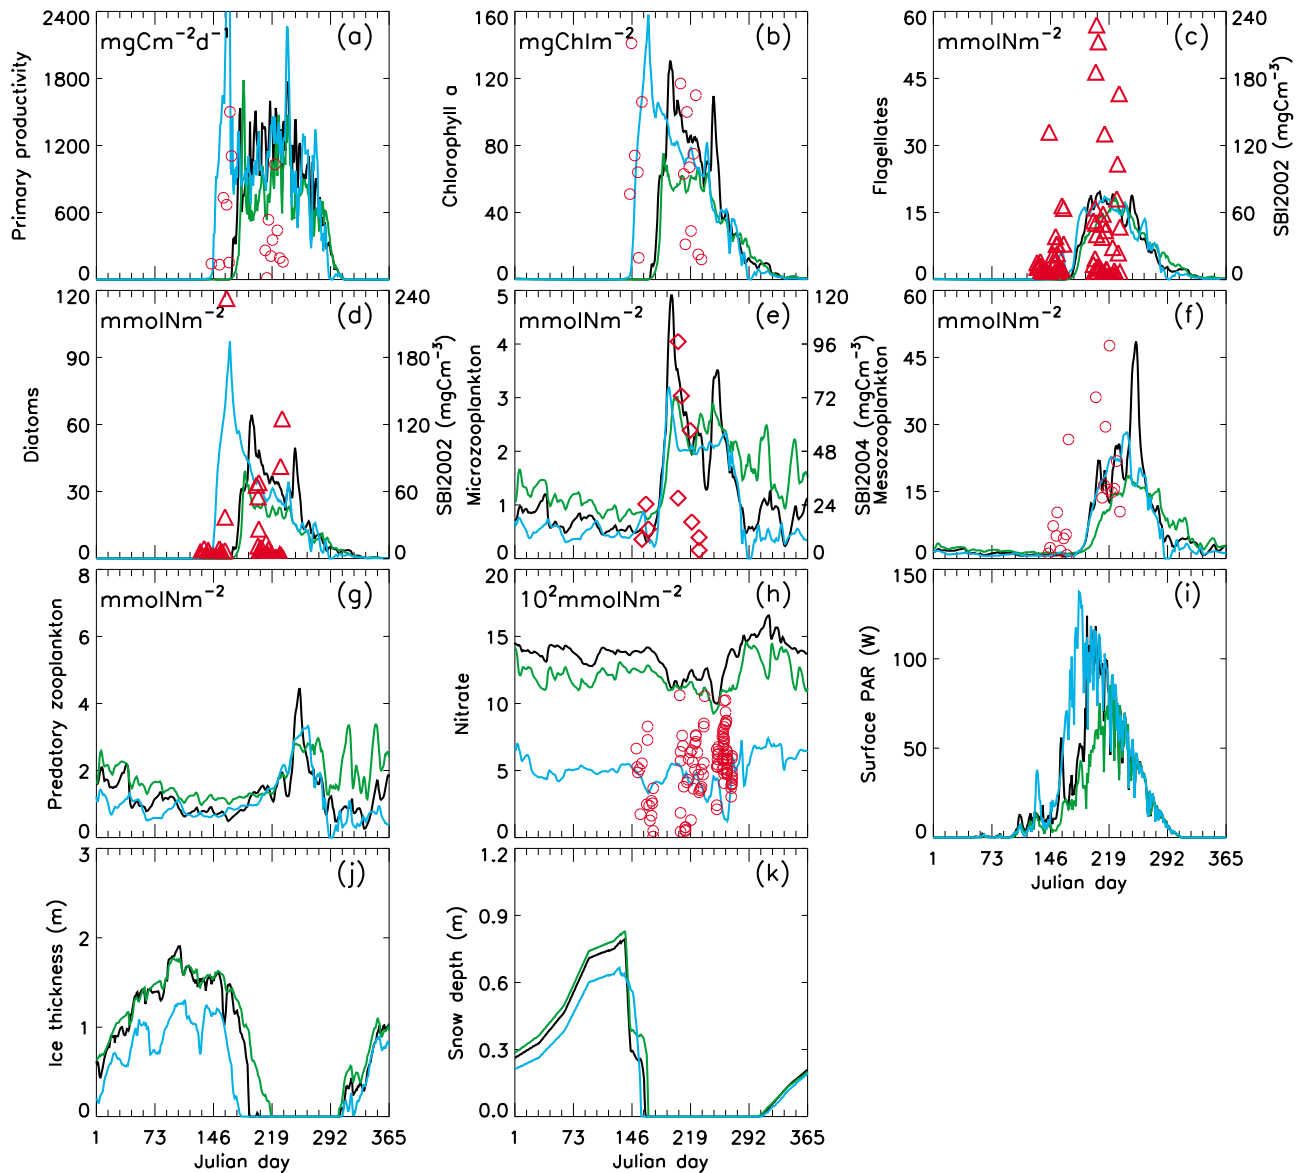 mgCm−2d−1 (a)
Primary productivity
2400
1800
1200
600
0
mgChlm−2 (b)
Chlorophyll a
160
120
80
40
0
mmolNm−2 (c)
Flagellates
60
45
30
15
0
240
180
120
60
0
SBI2002 (mgCm−3)
mmolNm−2 (d)
Diatoms
120
90
60
30
0
240
180
120
60
0
SBI2002 (mgCm−3)
mmolNm−2 (e)
Microzooplankton
5
4
3
2
1
0
120
96
72
48
24
0
SBI2004 (mgCm−3)
mmolNm−2 (f)
Mesozooplankton
60
45
30
15
0
mmolNm−2 (g)
Predatory zooplankton
8
6
4
2
0
10²mmolNm−2 (h)
Nitrate
20
15
10
5
0
(i)
Surface PAR (W)
150
100
50
0
1 73 146 219 292 365
Julian day
(j)
Ice thickness (m)
3
2
1
0
1 73 146 219 292 365
Julian day
(k)
Snow depth (m)
1.2
0.9
0.6
0.3
0.0
1 73 146 219 292 365
Julian day